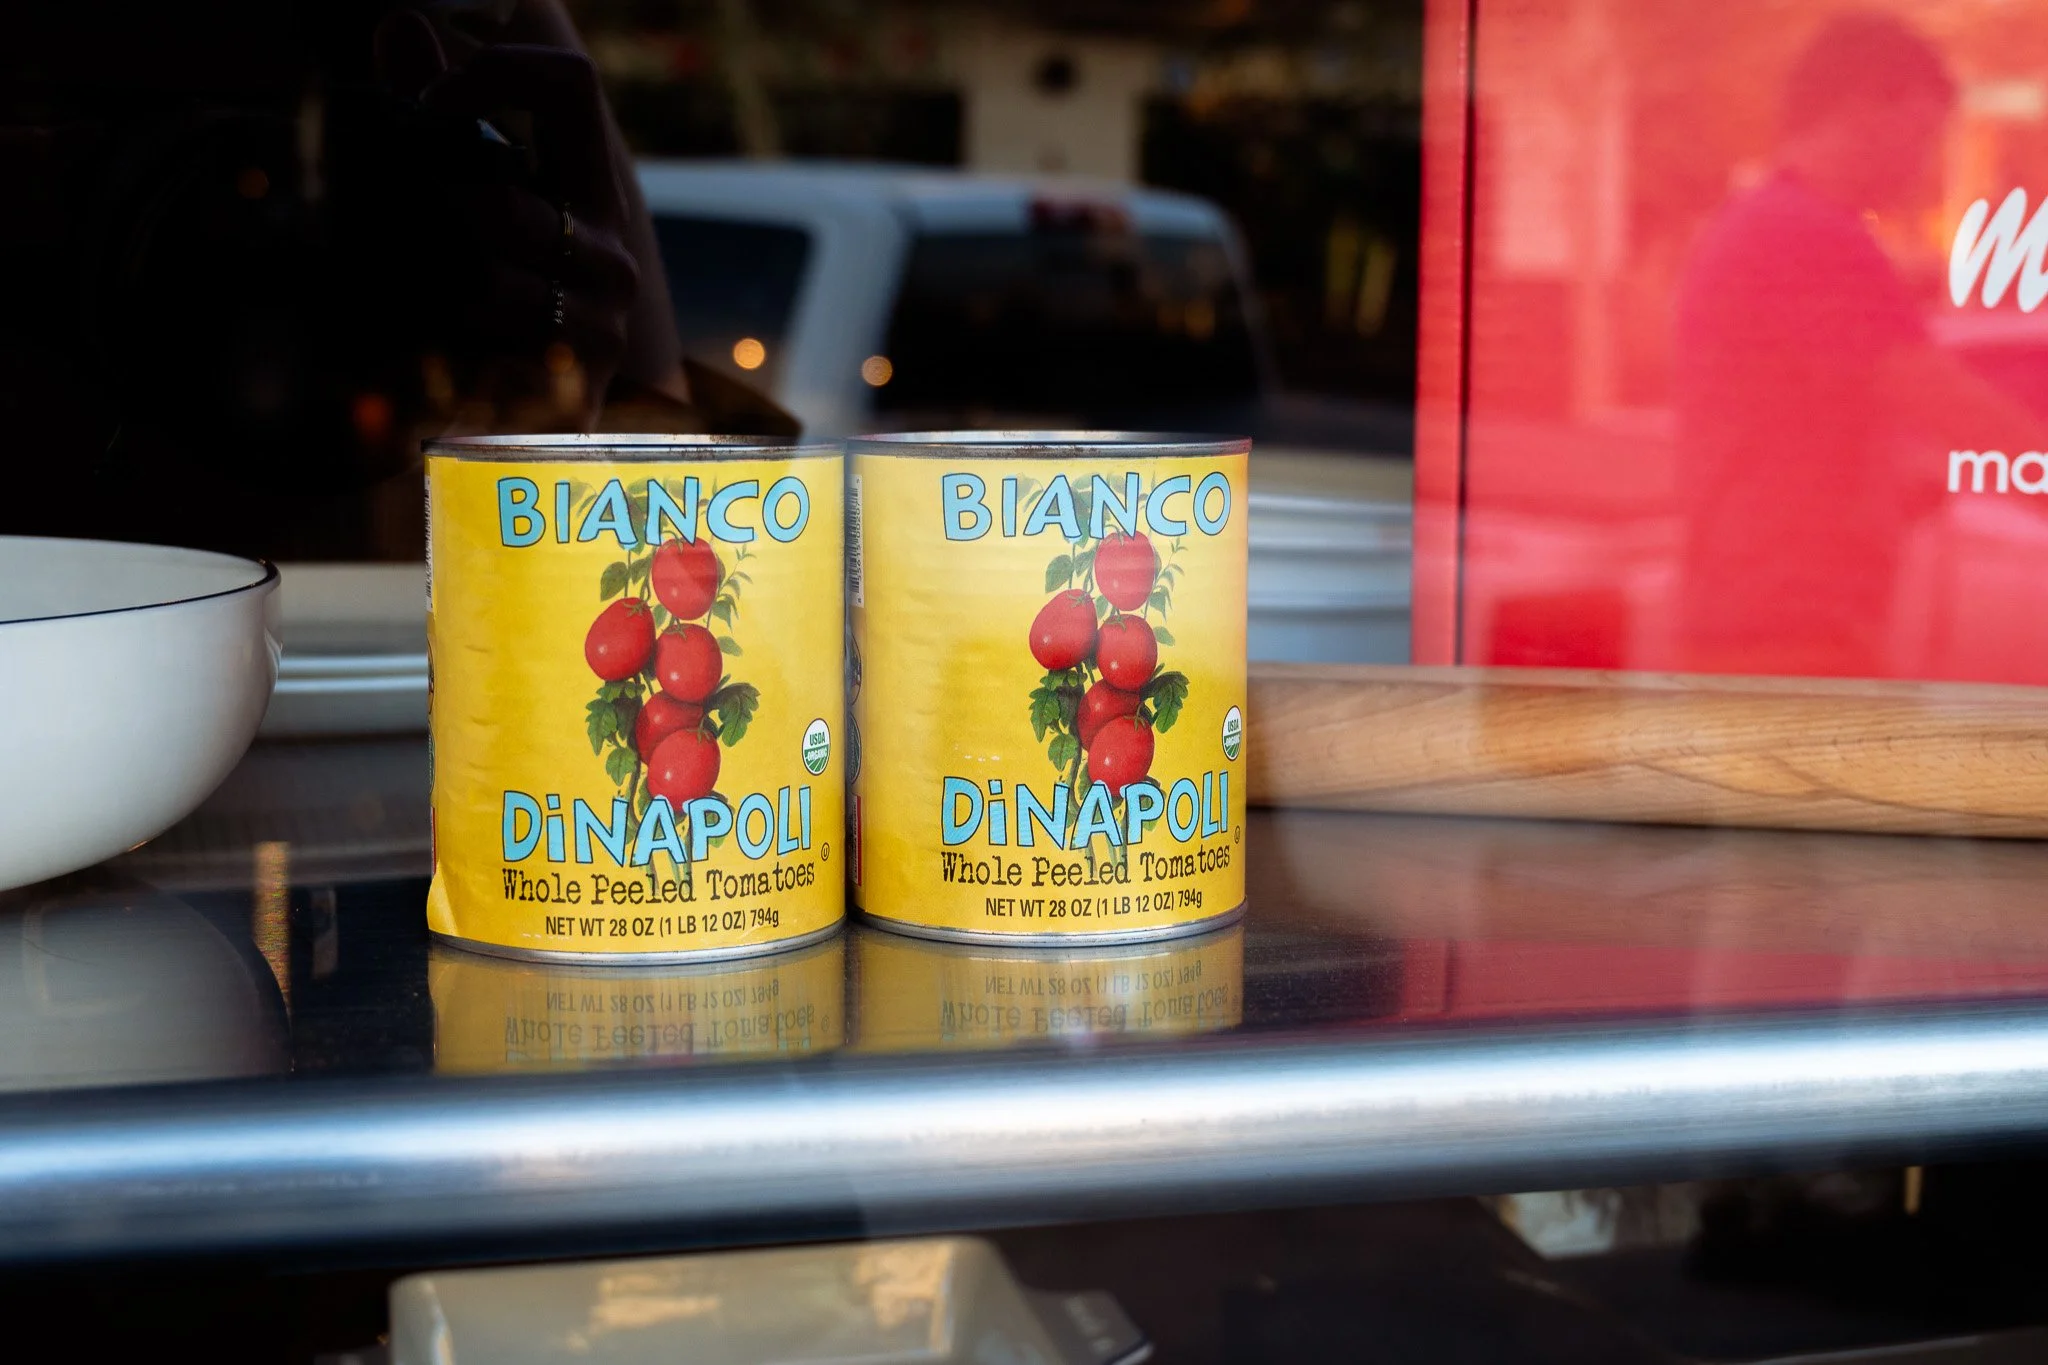 BIANCO
DiNAPOLI
Whole Peeled Tomatoes
NET WT 28 OZ (1 LB 12 OZ) 794g
USDA
ORGANIC
BIANCO
DiNAPOLI
Whole Peeled Tomatoes
NET WT 28 OZ (1 LB 12 OZ) 794g
USDA
ORGANIC
ma